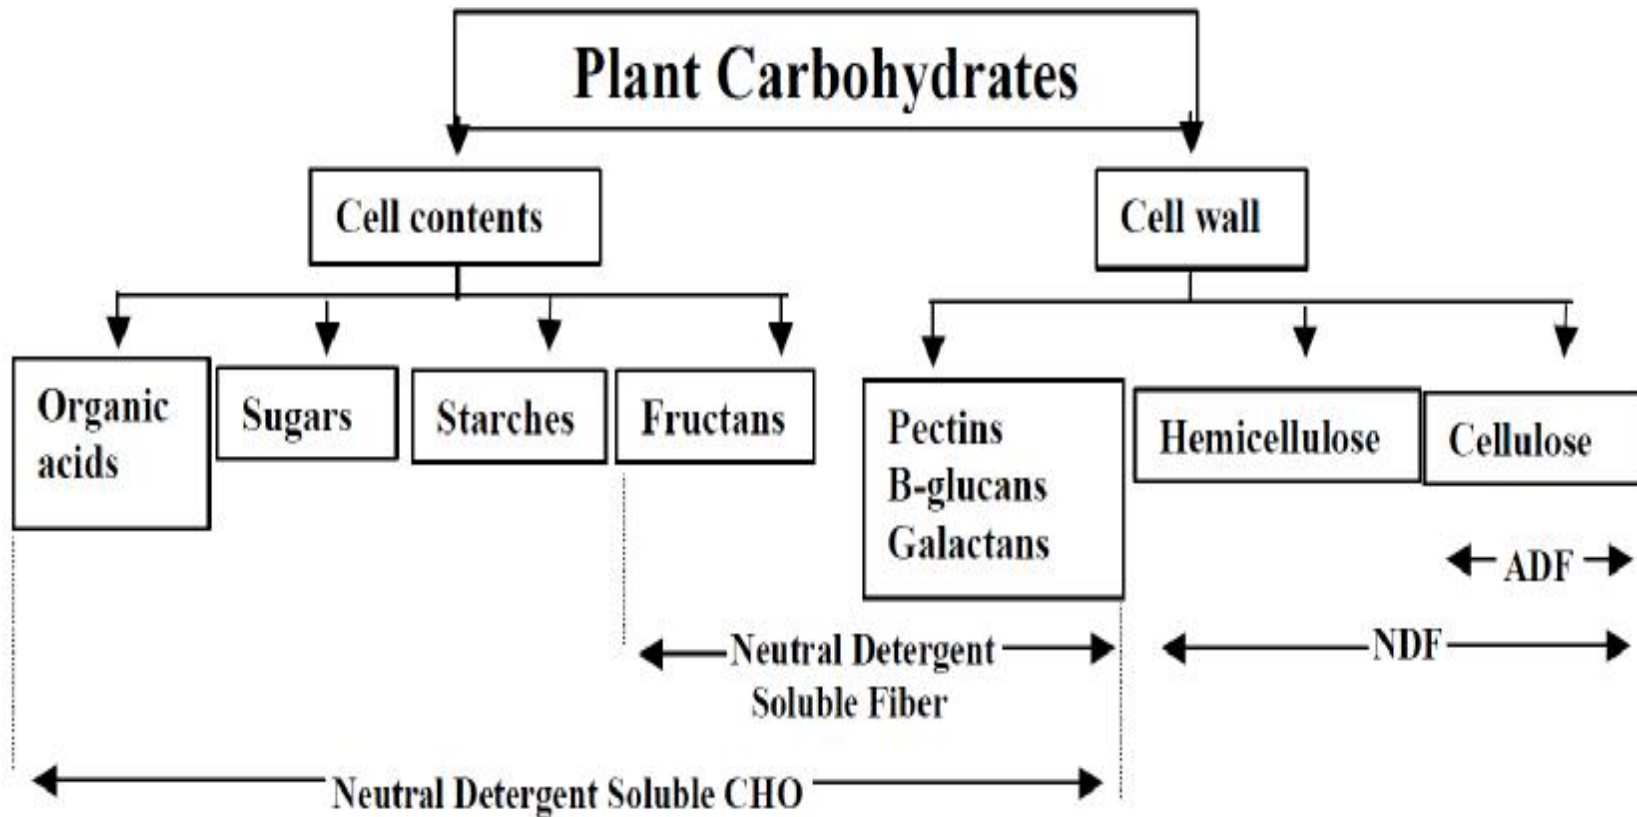 Plant Carbohydrates
Cell contents
Cell wall
Organic
acids
Sugars
Starches
Fructans
Pectins
B-glucans
Galactans
Hemicellulose
Cellulose
ADF
Neutral Detergent
Soluble Fiber
NDF
Neutral Detergent Soluble CHO